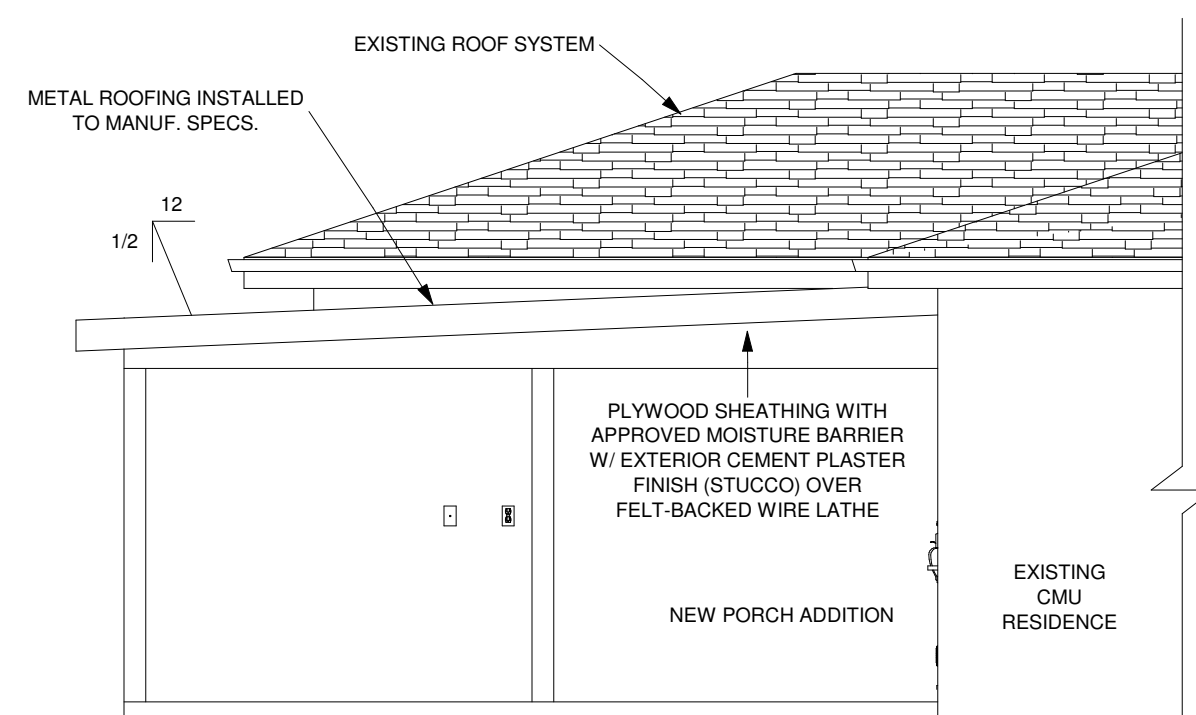 EXISTING ROOF SYSTEM
METAL ROOFING INSTALLED
TO MANUF. SPECS.
12
1/2
PLYWOOD SHEATHING WITH
APPROVED MOISTURE BARRIER
W/ EXTERIOR CEMENT PLASTER
FINISH (STUCCO) OVER
FELT-BACKED WIRE LATHE
NEW PORCH ADDITION
EXISTING
CMU
RESIDENCE